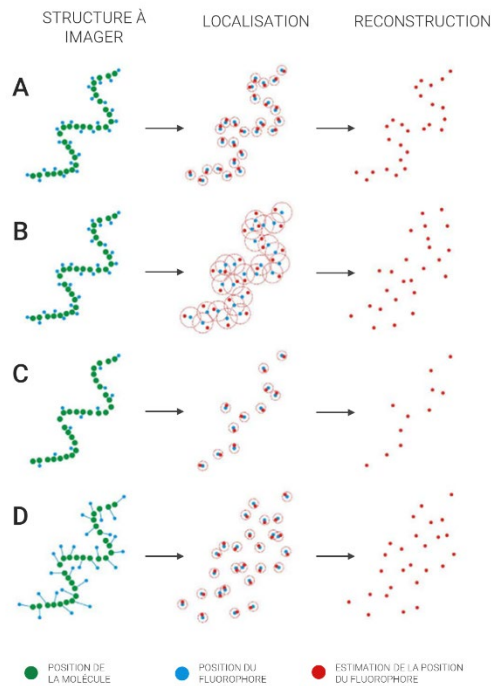 STRUCTURE À
IMAGER
LOCALISATION
RECONSTRUCTION
A
B
C
D
POSITION DE
LA MOLÉCULE
POSITION DU
FLUOROPHORE
ESTIMATION DE LA POSITION
DU FLUOROPHORE